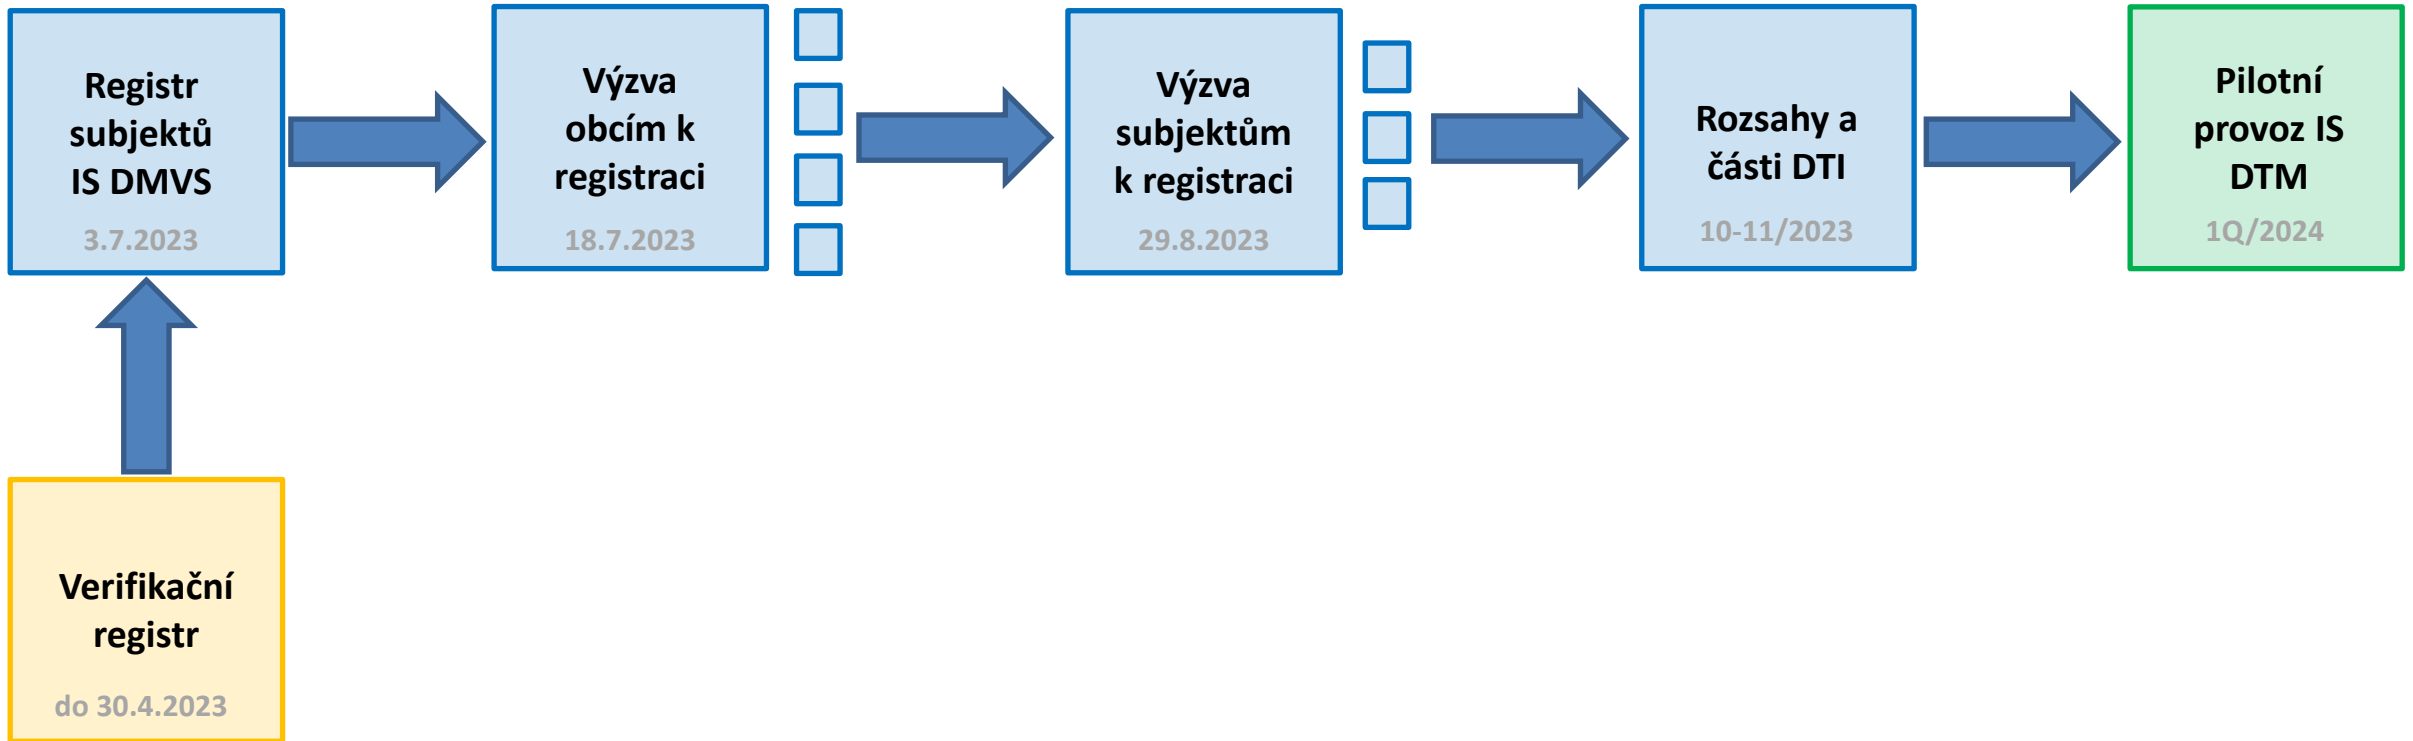 Registr
subjektů
IS DMVS
3.7.2023
Výzva
obcím k
registraci
18.7.2023
Výzva
subjektům
k registraci
29.8.2023
Rozsahy a
části DTI
10-11/2023
Pilotní
provoz IS
DTM
1Q/2024
Verifikační
registr
do 30.4.2023